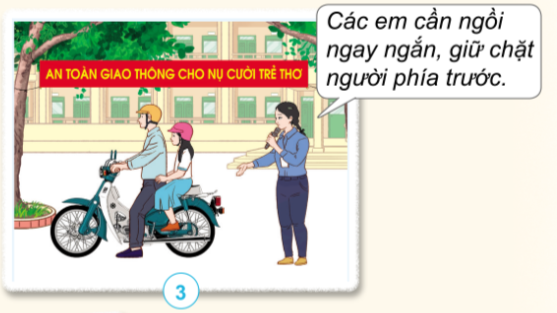 Các em cần ngồi
ngay ngắn, giữ chặt
người phía trước.
AN TOÀN GIAO THÔNG CHO NỤ CƯỜI TRẺ THƠ
3